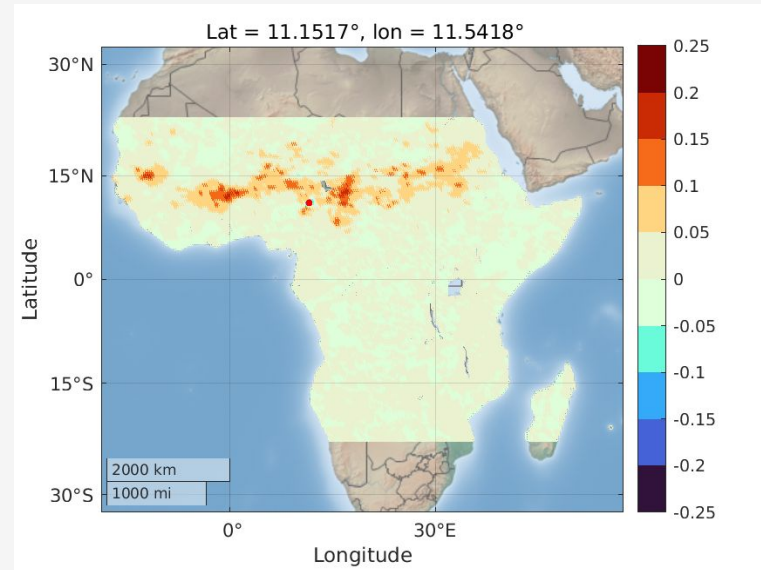 Lat = 11.1517°, lon = 11.5418°
30°N
15°N
0°
15°S
30°S
Latitude
2000 km
1000 mi
0°
30°E
Longitude
0.25
0.2
0.15
0.1
0.05
0
-0.05
-0.1
-0.15
-0.2
-0.25